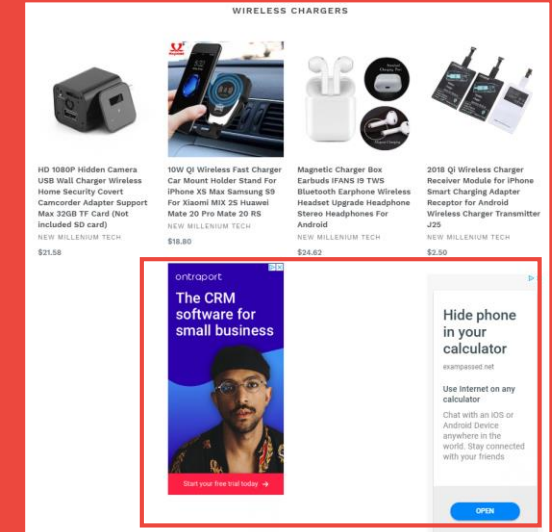 WIRELESS CHARGERS
HD 1080P Hidden Camera
USB Wall Charger Wireless
Home Security Covert
Camcorder Adapter Support
Max 32GB TF Card (Not
included SD card)
NEW MILLENIUM TECH
$21.58
10W QI Wireless Fast Charger
Car Mount Holder Stand For
iPhone XS Max Samsung S9
For Xiaomi MIX 2S Huawei
Mate 20 Pro Mate 20 RS
NEW MILLENIUM TECH
$18.80
Magnetic Charger Box
Earbuds IFANS I9 TWS
Bluetooth Earphone Wireless
Headset Upgrade Headphone
Stereo Headphones For
Android
NEW MILLENIUM TECH
$24.62
2018 Qi Wireless Charger
Receiver Module for iPhone
Smart Charging Adapter
Receptor for Android
Wireless Charger Transmitter
J25
NEW MILLENIUM TECH
$2.50
ontraport
The CRM
software for
small business
Start your free trial today →
Hide phone
in your
calculator
exampassed.net
Use Internet on any
calculator
Chat with an iOS or
Android Device
anywhere in the
world. Stay connected
with your friends
OPEN